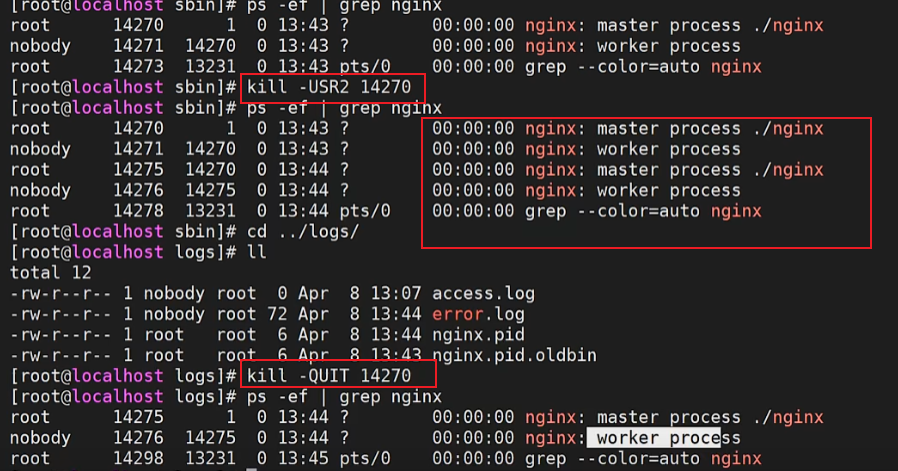 [root@localhost sbin]# ps -ef | grep nginx
root     14270     1  0 13:43 ?        00:00:00 nginx: master process ./nginx
nobody   14271 14270  0 13:43 ?        00:00:00 nginx: worker process
root     14273 13231  0 13:43 pts/0    00:00:00 grep --color=auto nginx
[root@localhost sbin]# kill -USR2 14270
[root@localhost sbin]# ps -ef | grep nginx
root     14270     1  0 13:43 ?        00:00:00 nginx: master process ./nginx
nobody   14271 14270  0 13:43 ?        00:00:00 nginx: worker process
root     14275 14270  0 13:44 ?        00:00:00 nginx: master process ./nginx
nobody   14276 14275  0 13:44 ?        00:00:00 nginx: worker process
root     14278 13231  0 13:44 pts/0    00:00:00 grep --color=auto nginx
[root@localhost sbin]# cd ../logs/
[root@localhost logs]# ll
total 12
-rw-r--r-- 1 nobody root  0 Apr  8 13:07 access.log
-rw-r--r-- 1 nobody root 72 Apr  8 13:44 error.log
-rw-r--r-- 1 root   root  6 Apr  8 13:44 nginx.pid
-rw-r--r-- 1 root   root  6 Apr  8 13:43 nginx.pid.oldbin
[root@localhost logs]# kill -QUIT 14270
[root@localhost logs]# ps -ef | grep nginx
root     14275     1  0 13:44 ?        00:00:00 nginx: master process ./nginx
nobody   14276 14275  0 13:44 ?        00:00:00 nginx: worker process
root     14298 13231  0 13:45 pts/0    00:00:00 grep --color=auto nginx